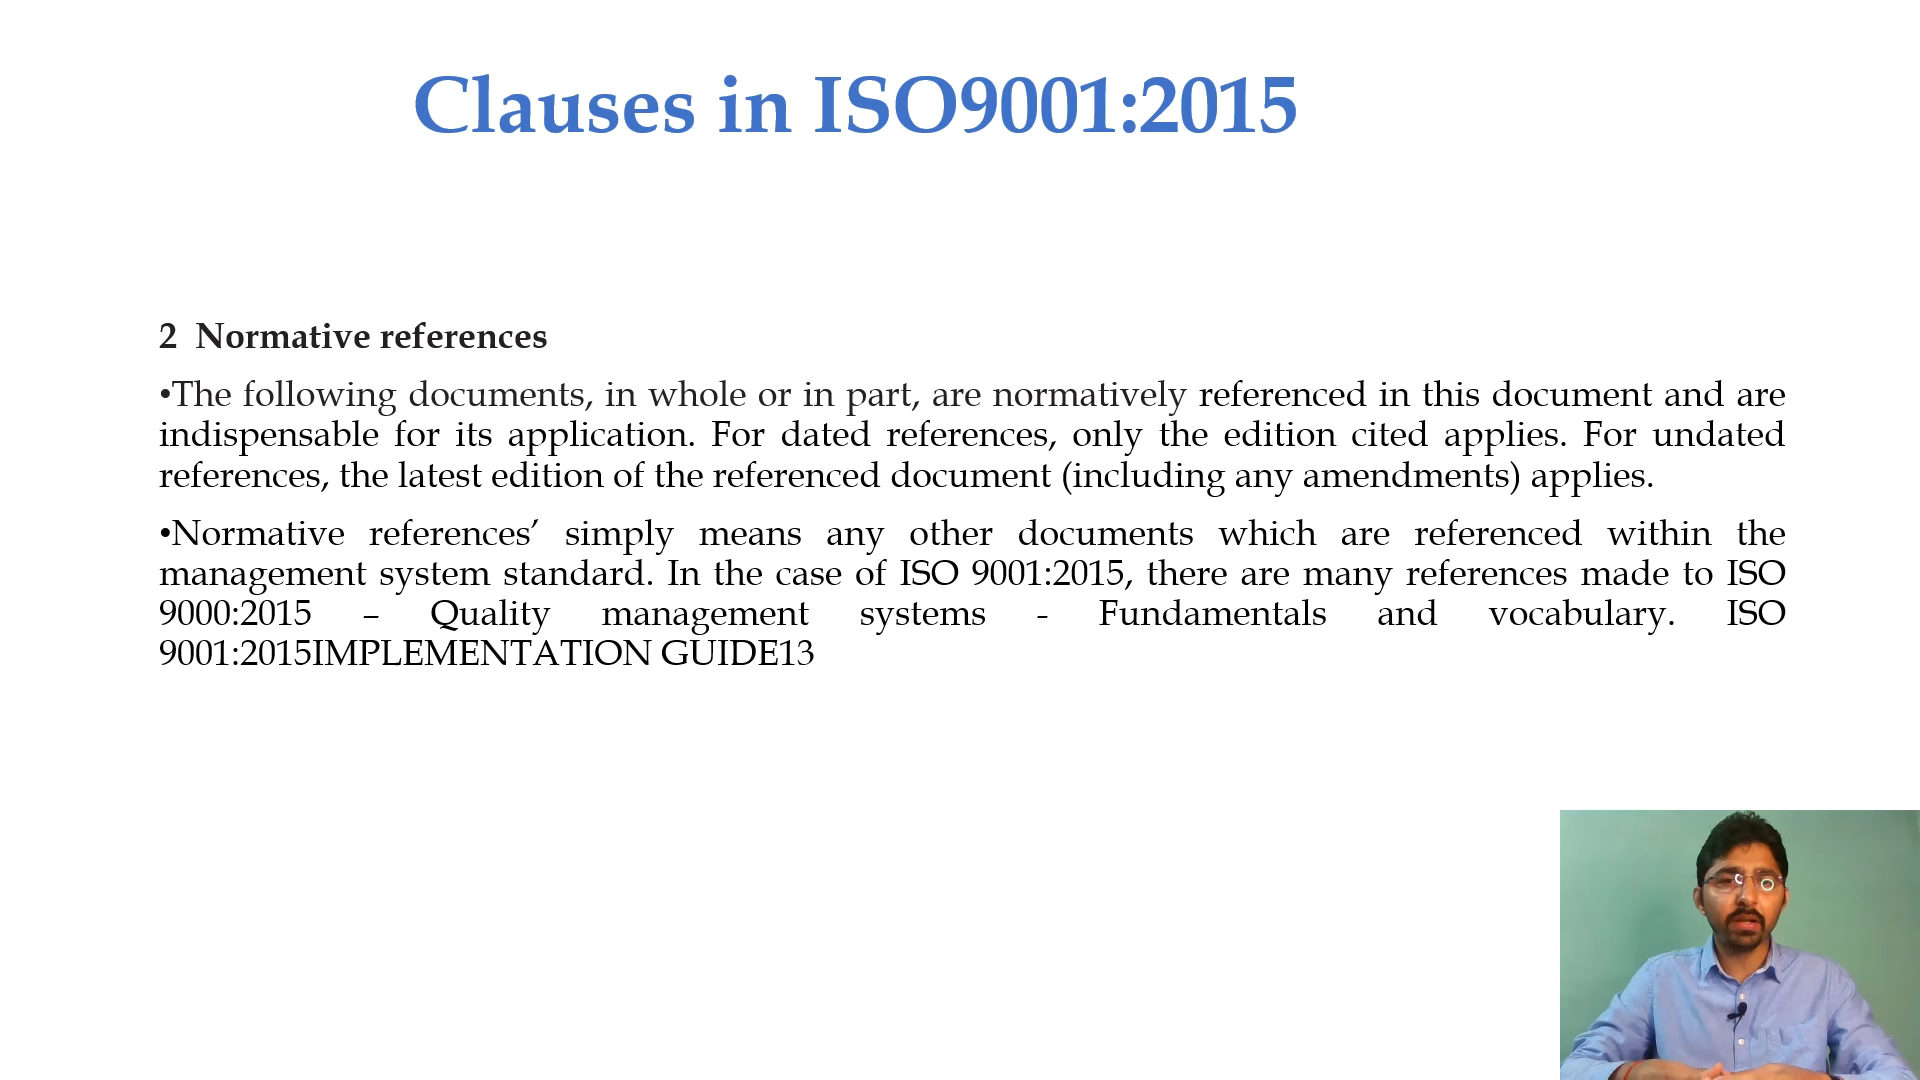 Clauses in ISO9001:2015
2 Normative references
•The following documents, in whole or in part, are normatively referenced in this document and are
indispensable for its application. For dated references, only the edition cited applies. For undated
references, the latest edition of the referenced document (including any amendments) applies.
•Normative references’ simply means any other documents which are referenced within the
management system standard. In the case of ISO 9001:2015, there are many references made to ISO
9000:2015 – Quality management systems - Fundamentals and vocabulary. ISO
9001:2015IMPLEMENTATION GUIDE13